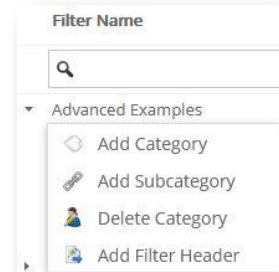 Filter Name
Advanced Examples
Add Category
Add Subcategory
Delete Category
Add Filter Header